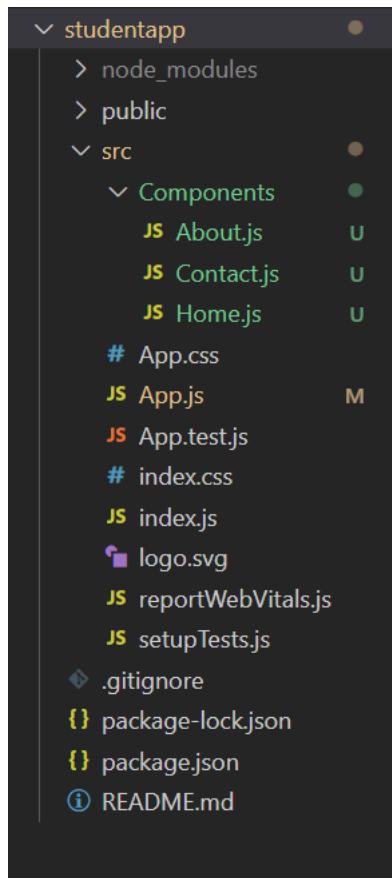 studentapp
node_modules
public
src
Components
JS About.js U
JS Contact.js U
JS Home.js U
# App.css
JS App.js M
JS App.test.js
# index.css
JS index.js
logo.svg
JS reportWebVitals.js
JS setupTests.js
.gitignore
{} package-lock.json
{} package.json
README.md